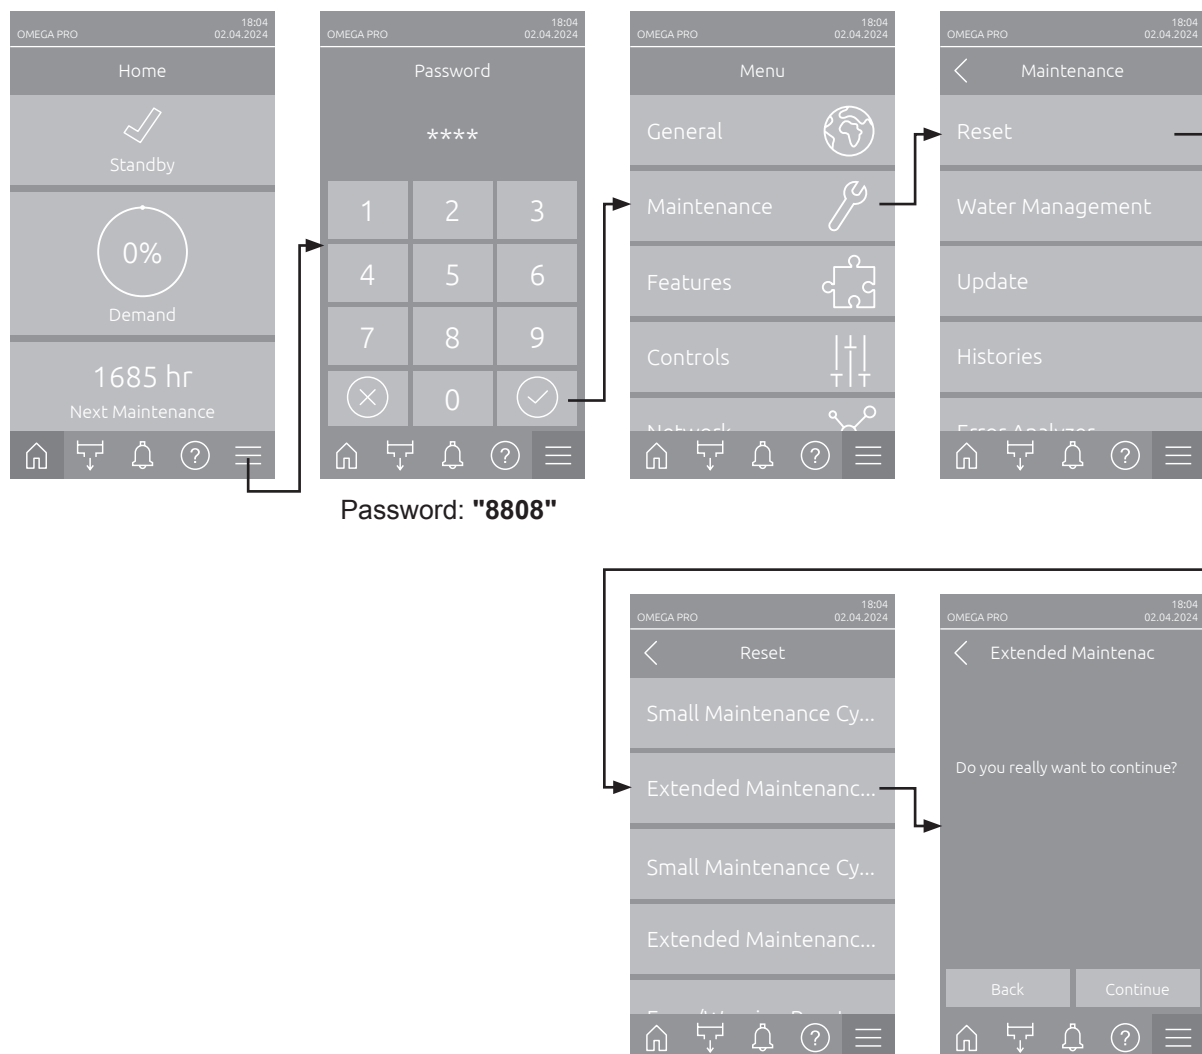 18:04
OMEGA PRO 02.04.2024
Home
Standby
0%
Demand
1685 hr
Next Maintenance
?
18:04
OMEGA PRO 02.04.2024
Password
****
1 2 3
4 5 6
7 8 9
0
?
Password: "8808"
18:04
OMEGA PRO 02.04.2024
Menu
General
Maintenance
Features
Controls
Network
?
18:04
OMEGA PRO 02.04.2024
Maintenance
Reset
Water Management
Update
Histories
Error Analyzer
?
18:04
OMEGA PRO 02.04.2024
Reset
Small Maintenance Cy...
Extended Maintenanc...
Small Maintenance Cy...
Extended Maintenanc...
?
18:04
OMEGA PRO 02.04.2024
Extended Maintenac
Do you really want to continue?
Back Continue
?